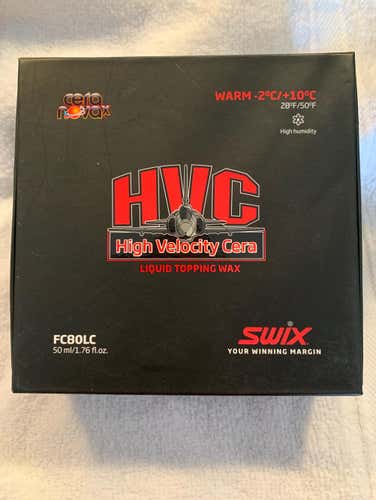 cera
novax
WARM -2°C/+10°C
28°F/50°F
High humidity
HVC
High Velocity Cera
LIQUID TOPPING WAX
FC80LC
50 ml/1.76 fl.oz.
SWIX
YOUR WINNING MARGIN